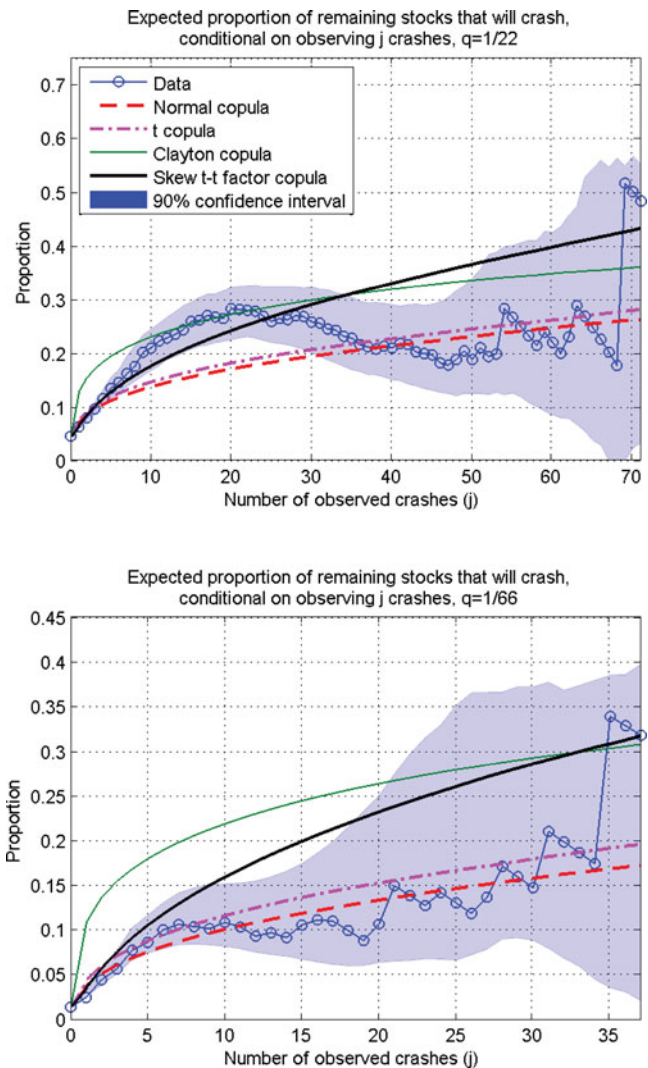 Expected proportion of remaining stocks that will crash,
conditional on observing j crashes, q=1/22
0.7
0.6
0.5
0.4
0.3
0.2
0.1
0
Proportion
Data
Normal copula
t copula
Clayton copula
Skew t-t factor copula
90% confidence interval
0 10 20 30 40 50 60 70
Number of observed crashes (j)
Expected proportion of remaining stocks that will crash,
conditional on observing j crashes, q=1/66
0.45
0.4
0.35
0.3
0.25
0.2
0.15
0.1
0.05
0
Proportion
0 5 10 15 20 25 30 35
Number of observed crashes (j)